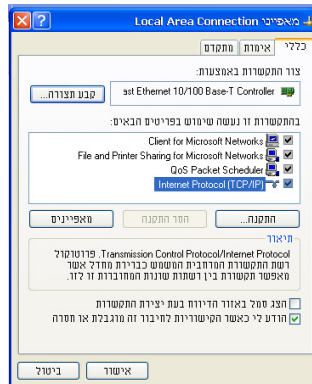 מאפייני Local Area Connection
כללי אימות מתקדם
צור התקשרות באמצעות:
ast Ethernet 10/100 Base-T Controller
קבע תצורה...
בהתקשרות זו נעשה שימוש בפריטים הבאים:
Client for Microsoft Networks
File and Printer Sharing for Microsoft Networks
QoS Packet Scheduler
Internet Protocol (TCP/IP)
התקנה... הסר התקנה מאפיינים
תיאור
Transmission Control Protocol/Internet Protocol. פרוטוקול
רשת התקשורת המרחבית המשמש כברירת מחדל אשר
מאפשר תקשורת בין רשתות שונות המחוברות זו לזו.
הצג סמל באזור הדיווח בעת יצירת התקשרות
הודע לי כאשר הקישוריות לחיבור זה מוגבלת או חסרה
אישור ביטול